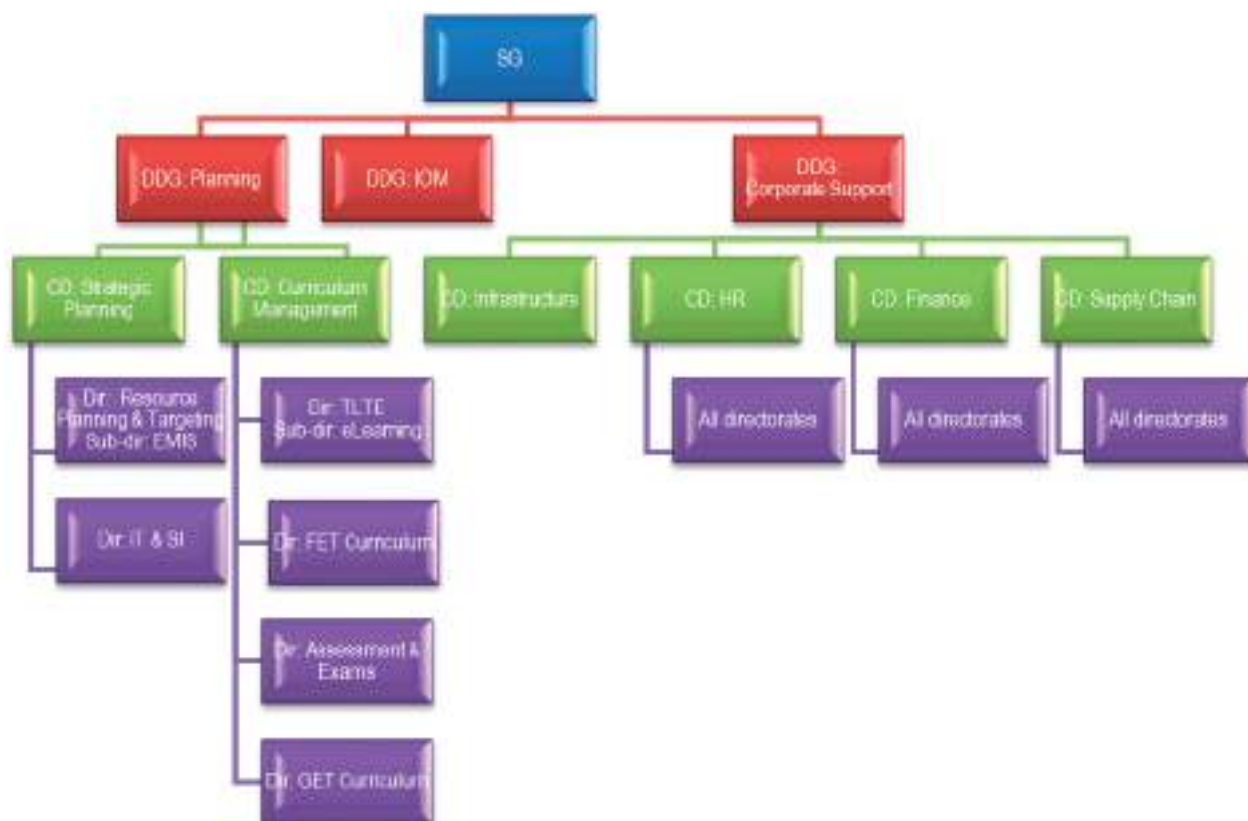 SG
DDG: Planning
DDG: IOM
DDG:
Corporate Support
CD: Strategic
Planning
CD: Curriculum
Management
CD: Infrastructure
CD: HR
CD: Finance
CD: Supply Chain
Dir: Resource
Planning & Targeting
Sub-dir: EMIS
Dir: TLTE
Sub-dir: eLearning
All directorates
All directorates
All directorates
Dir: IT & SI
Dir: FET Curriculum
Dir: Assessment &
Exams
Dir: GET Curriculum